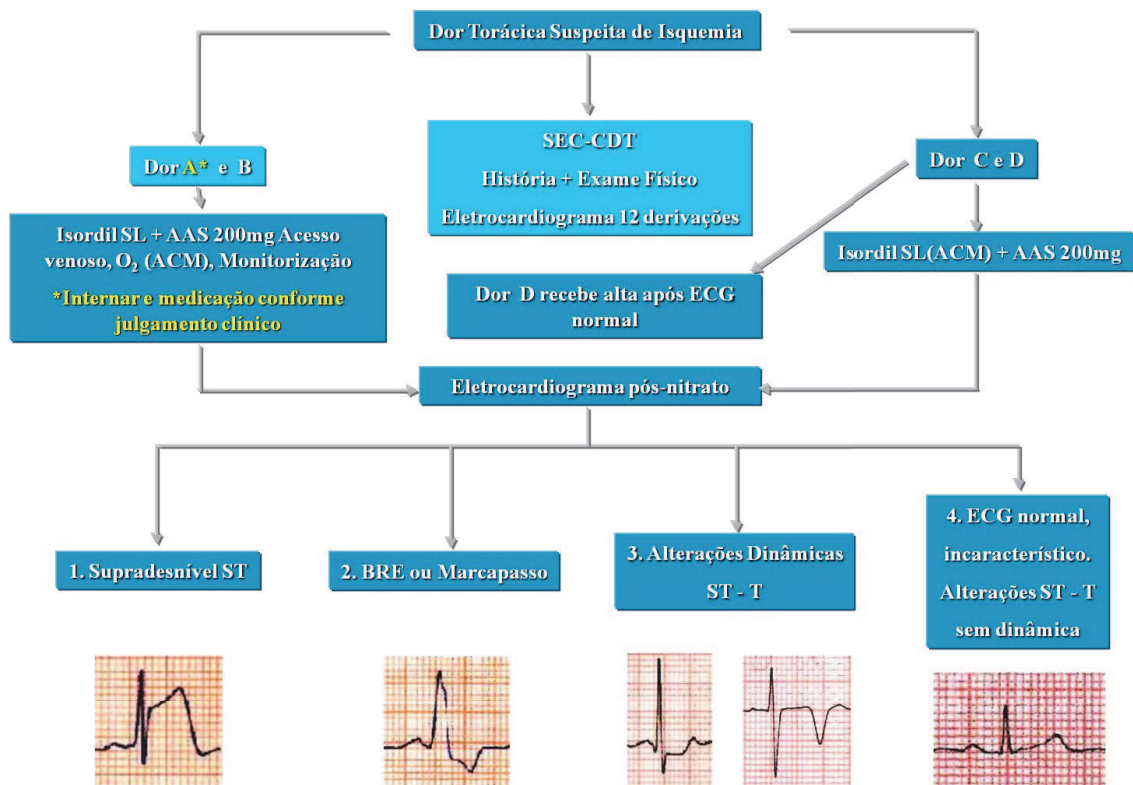 Dor Torácica Suspeita de Isquemia
Dor A* e B
SEC-CDT
História + Exame Físico
Eletrocardiograma 12 derivações
Dor C e D
Isordil SL + AAS 200mg Acesso
venoso, O₂ (ACM), Monitorização
*Internar e medicação conforme
julgamento clínico
Isordil SL(ACM) + AAS 200mg
Dor D recebe alta após ECG
normal
Eletrocardiograma pós-nitrato
1. Supradesnível ST
2. BRE ou Marcapasso
3. Alterações Dinâmicas
ST - T
4. ECG normal,
incaracterístico.
Alterações ST - T
sem dinâmica